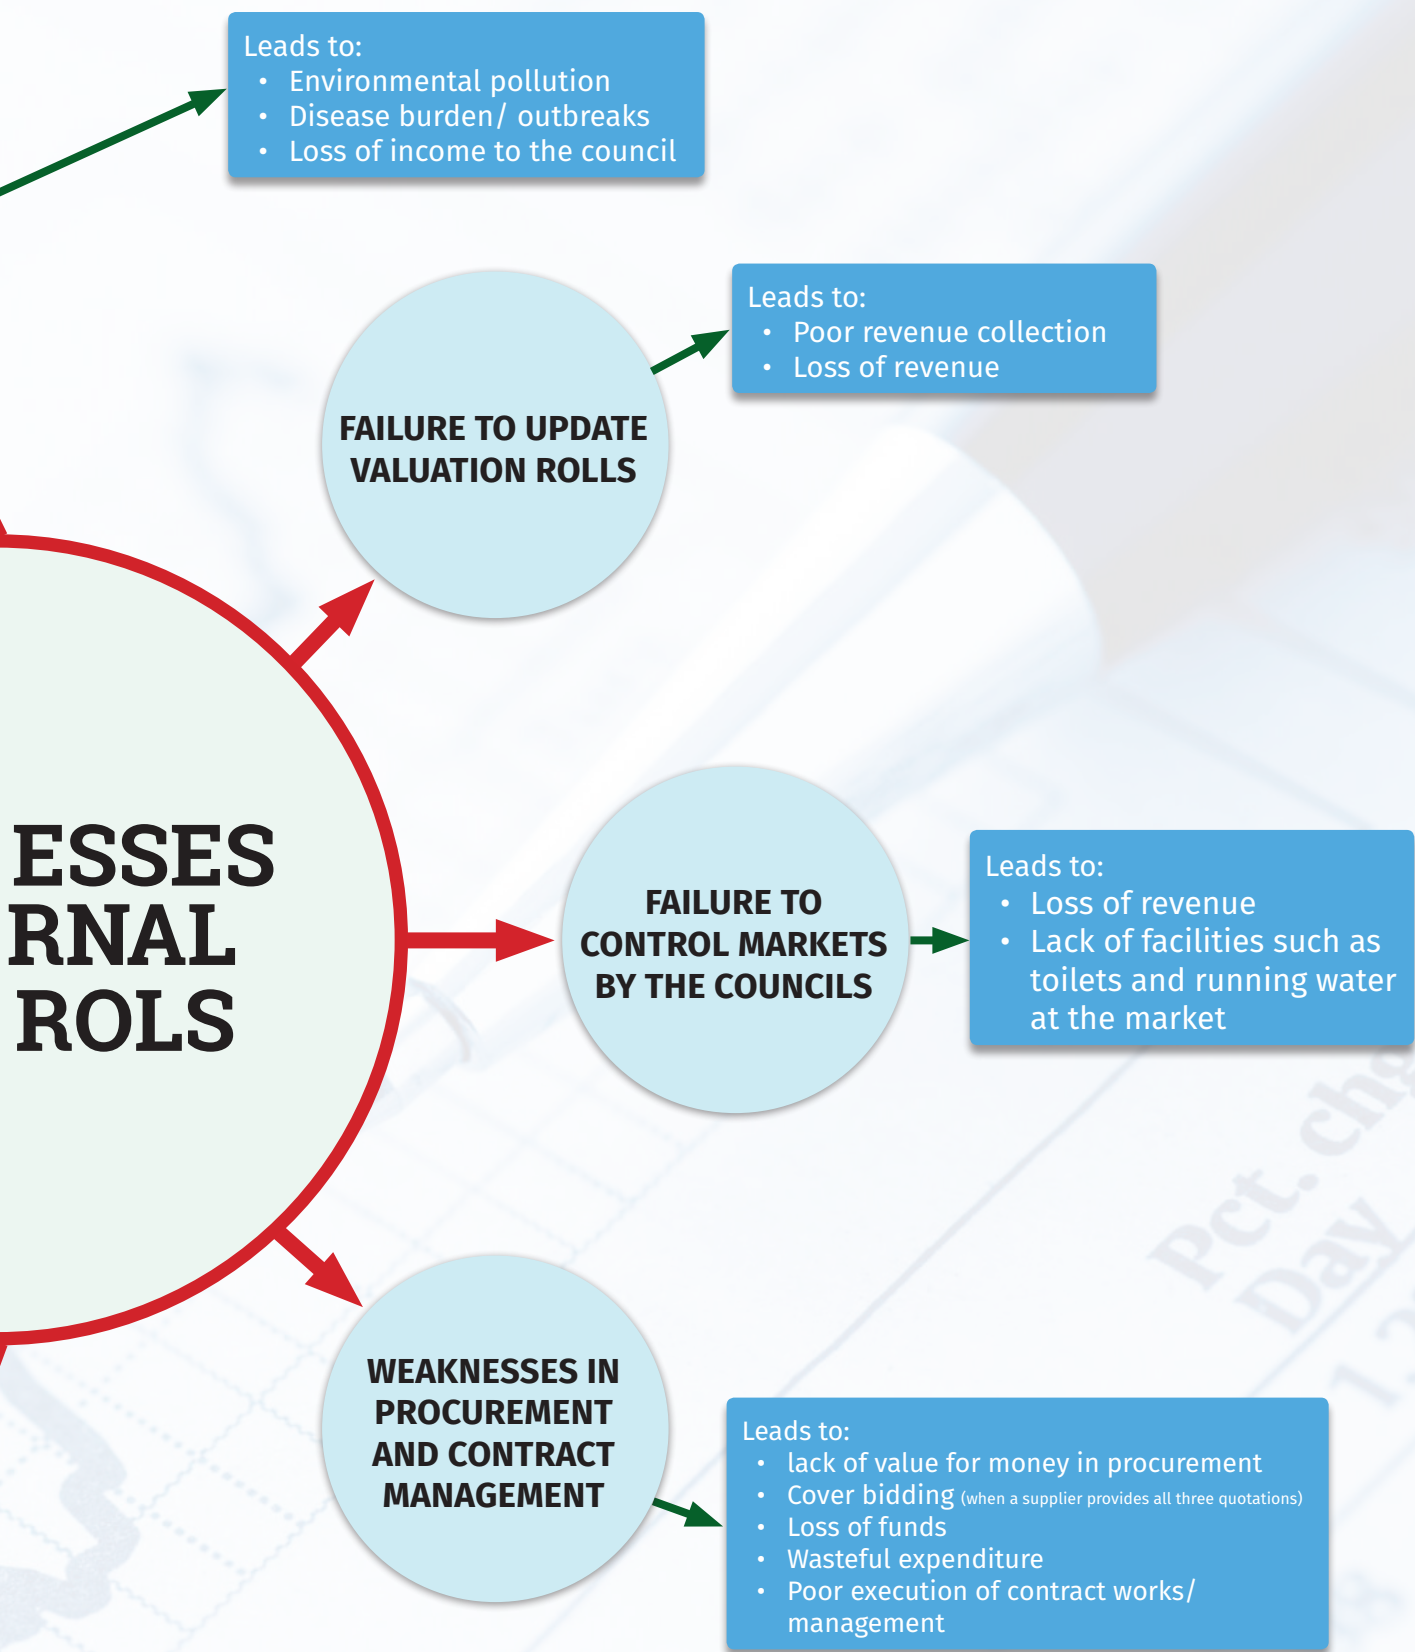 Leads to:
• Environmental pollution
• Disease burden/ outbreaks
• Loss of income to the council
FAILURE TO UPDATE
VALUATION ROLLS
Leads to:
• Poor revenue collection
• Loss of revenue
ESSES
RNAL
ROLS
FAILURE TO
CONTROL MARKETS
BY THE COUNCILS
Leads to:
• Loss of revenue
• Lack of facilities such as
toilets and running water
at the market
Pct. chg
Day
WEAKNESSES IN
PROCUREMENT
AND CONTRACT
MANAGEMENT
Leads to:
• lack of value for money in procurement
• Cover bidding (when a supplier provides all three quotations)
• Loss of funds
• Wasteful expenditure
• Poor execution of contract works/
management